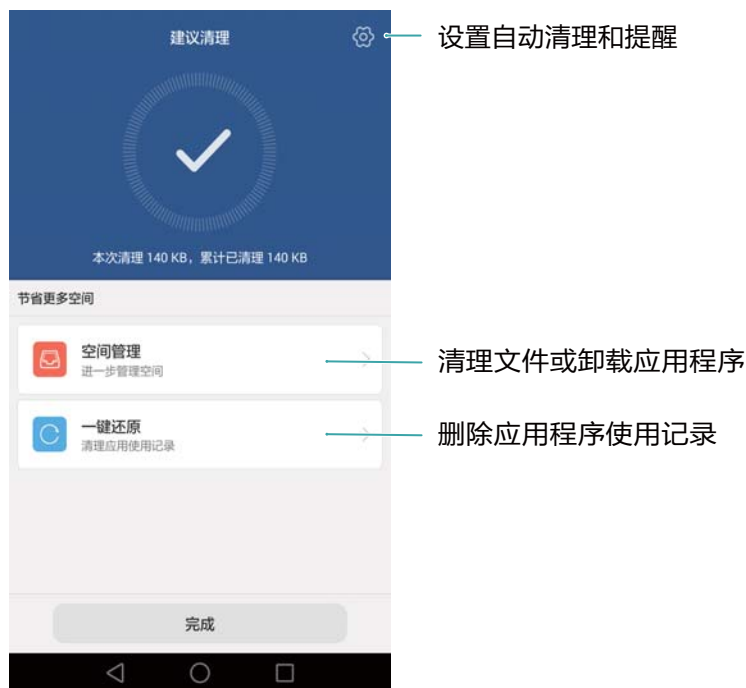 建议清理
设置自动清理和提醒
本次清理 140 KB，累计已清理 140 KB
节省更多空间
空间管理
进一步管理空间
清理文件或卸载应用程序
一键还原
清理应用使用记录
删除应用程序使用记录
完成